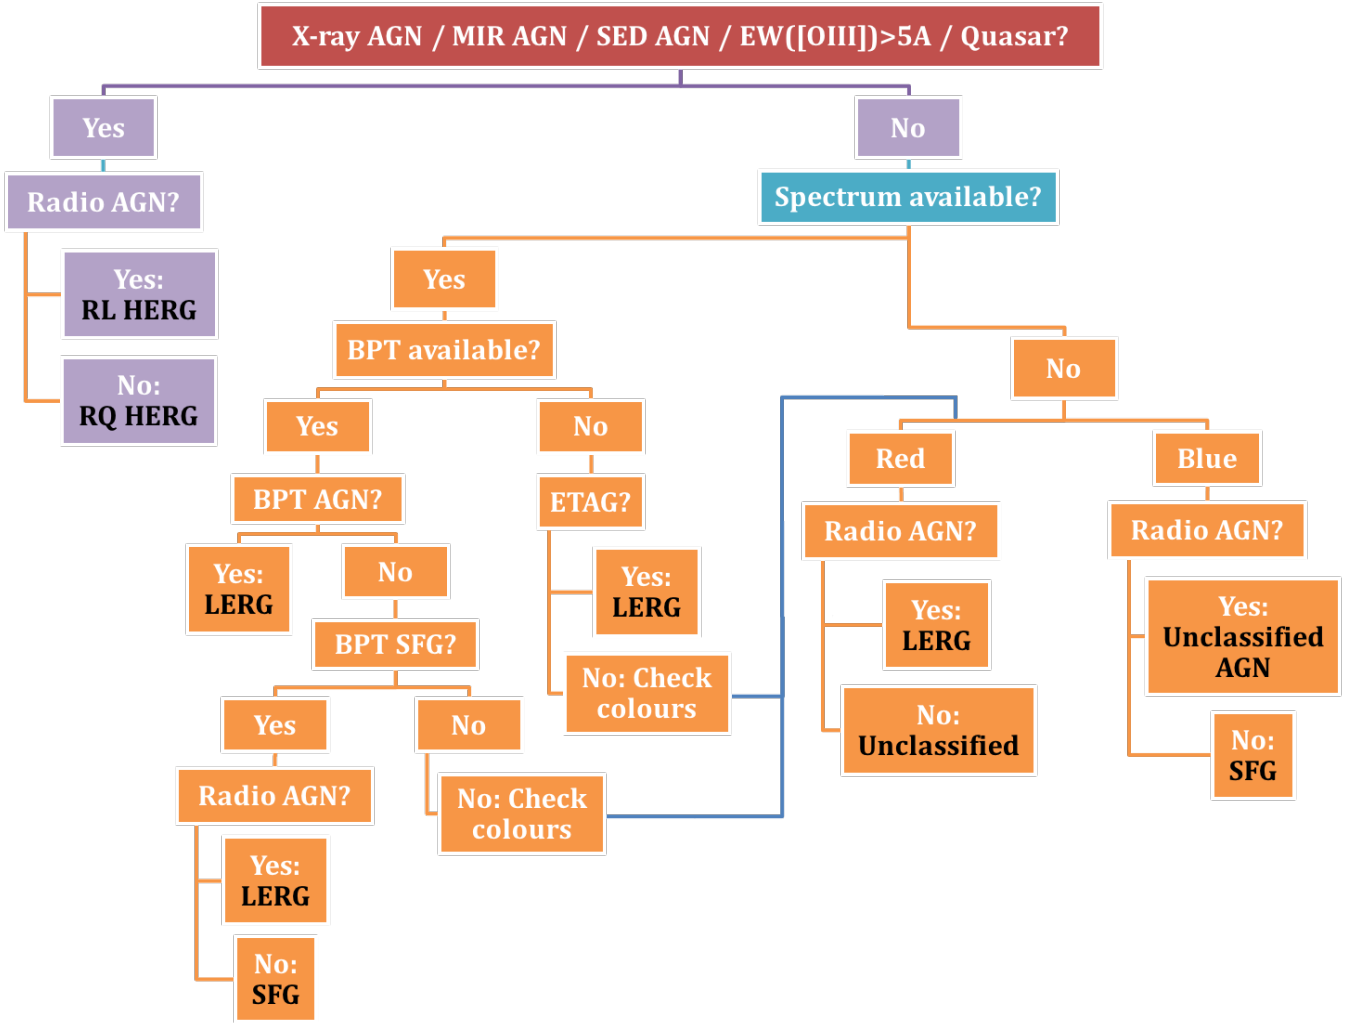 X-ray AGN / MIR AGN / SED AGN / EW([OIII])>5A / Quasar?
Yes
Radio AGN?
Yes:
RL HERG
No:
RQ HERG
No
Spectrum available?
Yes
BPT available?
Yes
BPT AGN?
Yes:
LERG
No
BPT SFG?
Yes
Radio AGN?
Yes:
LERG
No:
SFG
No
No: Check
colours
No
ETAG?
Yes:
LERG
No: Check
colours
No
Red
Radio AGN?
Yes:
LERG
No:
Unclassified
Blue
Radio AGN?
Yes:
Unclassified
AGN
No:
SFG